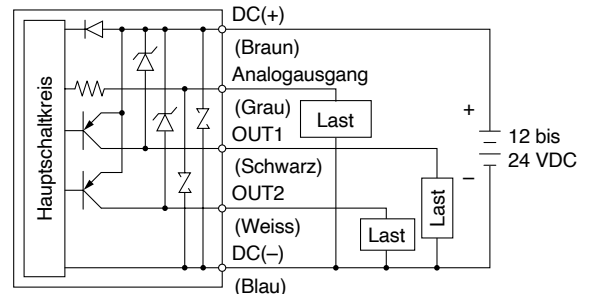 DC(+)
(Braun)
Analogausgang
(Grau)
OUT1
(Schwarz)
OUT2
(Weiss)
DC(–)
(Blau)
Hauptschaltkreis
Last
Last
Last
+
12 bis
24 VDC
–